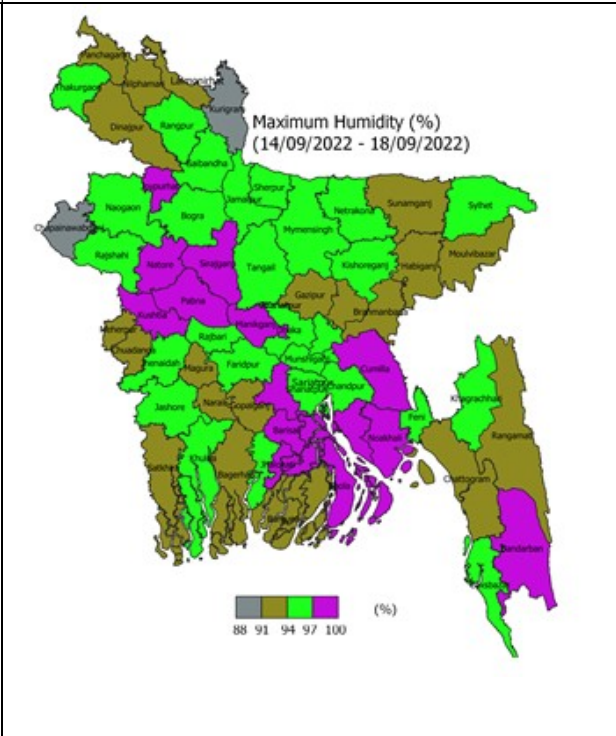 Panchagarh
Thakurgaon
Nilphamari
Lalmonirhat
Kurigram
Dinajpur
Rangpur
Maximum Humidity (%)
(14/09/2022 - 18/09/2022)
Gaibandha
Joypurhat
Sherpur
Naogaon
Jamalpur
Netrakona
Sunamganj
Sylhet
Bogra
Mymensingh
Chapainawabganj
Rajshahi
Natore
Sirajganj
Tangail
Kishoreganj
Habiganj
Moulvibazar
Pabna
Gazipur
Brahmanbaria
Kushtia
Manikganj
Meherpur
Chuadanga
Rajbari
Jhenaidah
Magura
Faridpur
Munshiganj
Cumilla
Chandpur
Khagrachhari
Jashore
Narail
Gopalganj
Barisal
Noakhali
Feni
Rangamati
Satkhira
Khulna
Bagerhat
Bhola
Chattogram
Bandarban
88 91 94 97 100
(%)